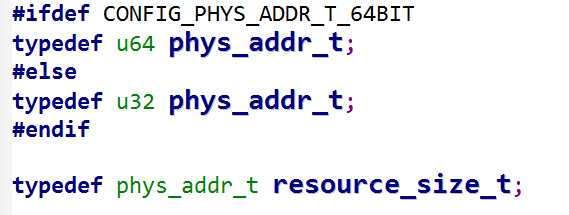 #ifdef CONFIG_PHYS_ADDR_T_64BIT
typedef u64 phys_addr_t;
#else
typedef u32 phys_addr_t;
#endif
typedef phys_addr_t resource_size_t;